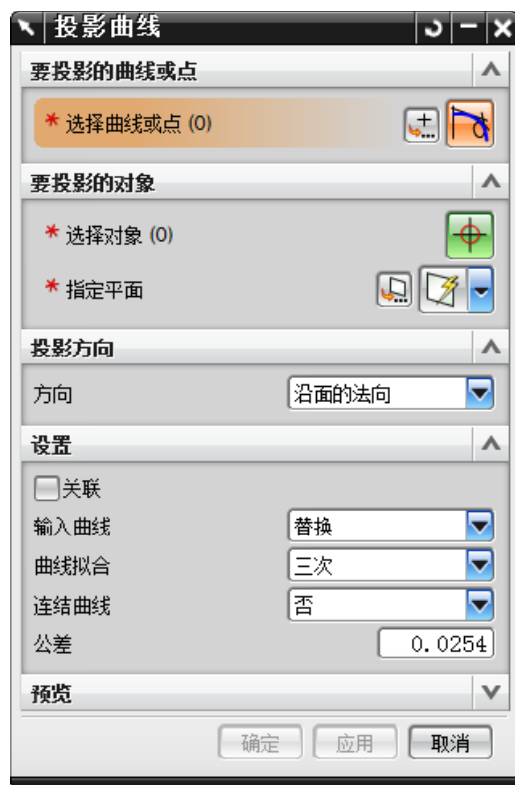 投影曲线
要投影的曲线或点
* 选择曲线或点 (0)
要投影的对象
* 选择对象 (0)
* 指定平面
投影方向
方向 沿面的法向
设置
关联
输入曲线 替换
曲线拟合 三次
连结曲线 否
公差 0.0254
预览
确定 应用 取消